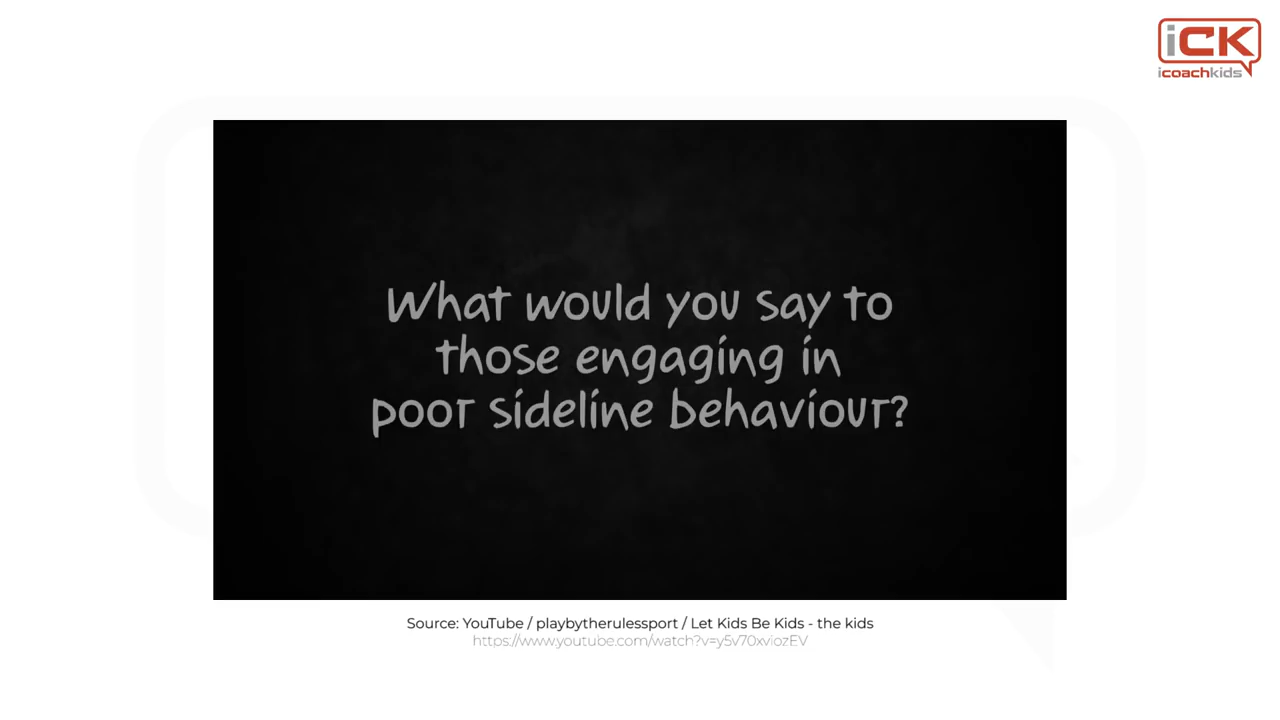 iCK
icoachkids
What would you say to
those engaging in
poor sideline behaviour?
Source: YouTube / playbytherulessport / Let Kids Be Kids - the kids
https://www.youtube.com/watch?v=y5v70xviozEV